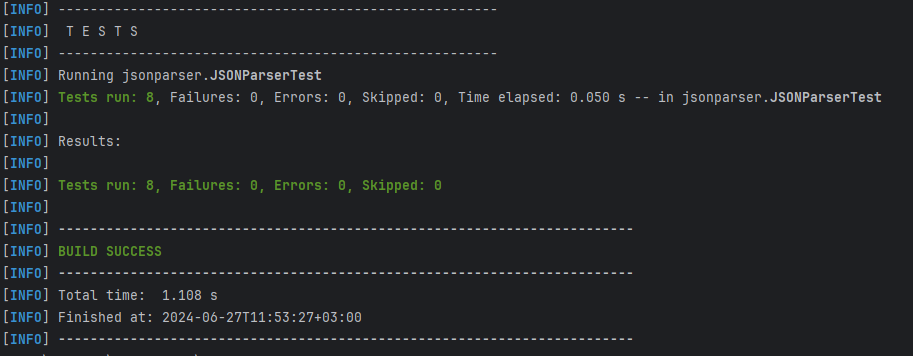 [INFO] -------------------------------------------------------
[INFO]  T E S T S
[INFO] -------------------------------------------------------
[INFO] Running jsonparser.JSONParserTest
[INFO] Tests run: 8, Failures: 0, Errors: 0, Skipped: 0, Time elapsed: 0.050 s -- in jsonparser.JSONParserTest
[INFO]
[INFO] Results:
[INFO]
[INFO] Tests run: 8, Failures: 0, Errors: 0, Skipped: 0
[INFO]
[INFO] ------------------------------------------------------------------------
[INFO] BUILD SUCCESS
[INFO] ------------------------------------------------------------------------
[INFO] Total time:  1.108 s
[INFO] Finished at: 2024-06-27T11:53:27+03:00
[INFO] ------------------------------------------------------------------------